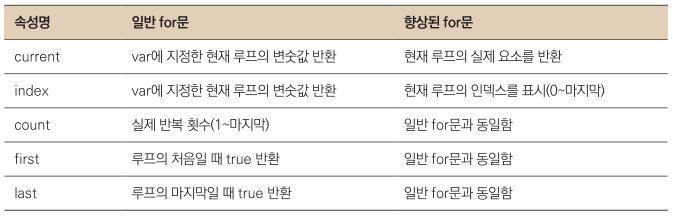 속성명 일반 for문 향상된 for문
current var에 지정한 현재 루프의 변숫값 반환 현재 루프의 실제 요소를 반환
index var에 지정한 현재 루프의 변숫값 반환 현재 루프의 인덱스를 표시(0~마지막)
count 실제 반복 횟수(1~마지막) 일반 for문과 동일함
first 루프의 처음일 때 true 반환 일반 for문과 동일함
last 루프의 마지막일 때 true 반환 일반 for문과 동일함